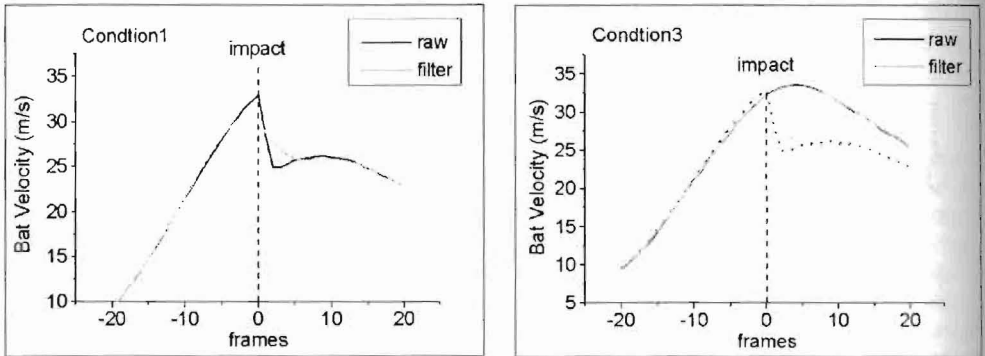 Condtion1
impact
raw
filter
Bat Velocity (m/s)
35
30
25
20
15
10
-20 -10 0 10 20
frames
Condtion3
impact
raw
filter
Bat Velocity (m/s)
35
30
25
20
15
10
5
-20 -10 0 10 20
frames